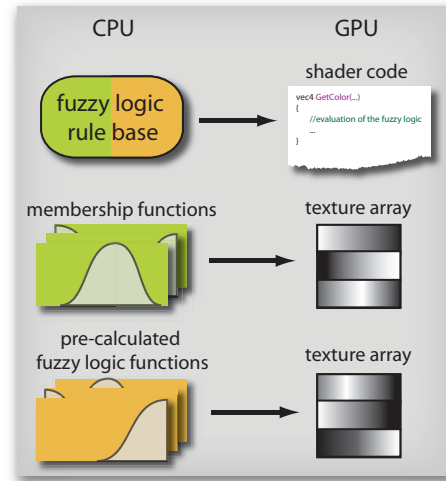 CPU
GPU
fuzzy logic
rule base
shader code
vec4 GetColor(...)
{
//evaluation of the fuzzy logic
...
}
membership functions
texture array
pre-calculated
fuzzy logic functions
texture array